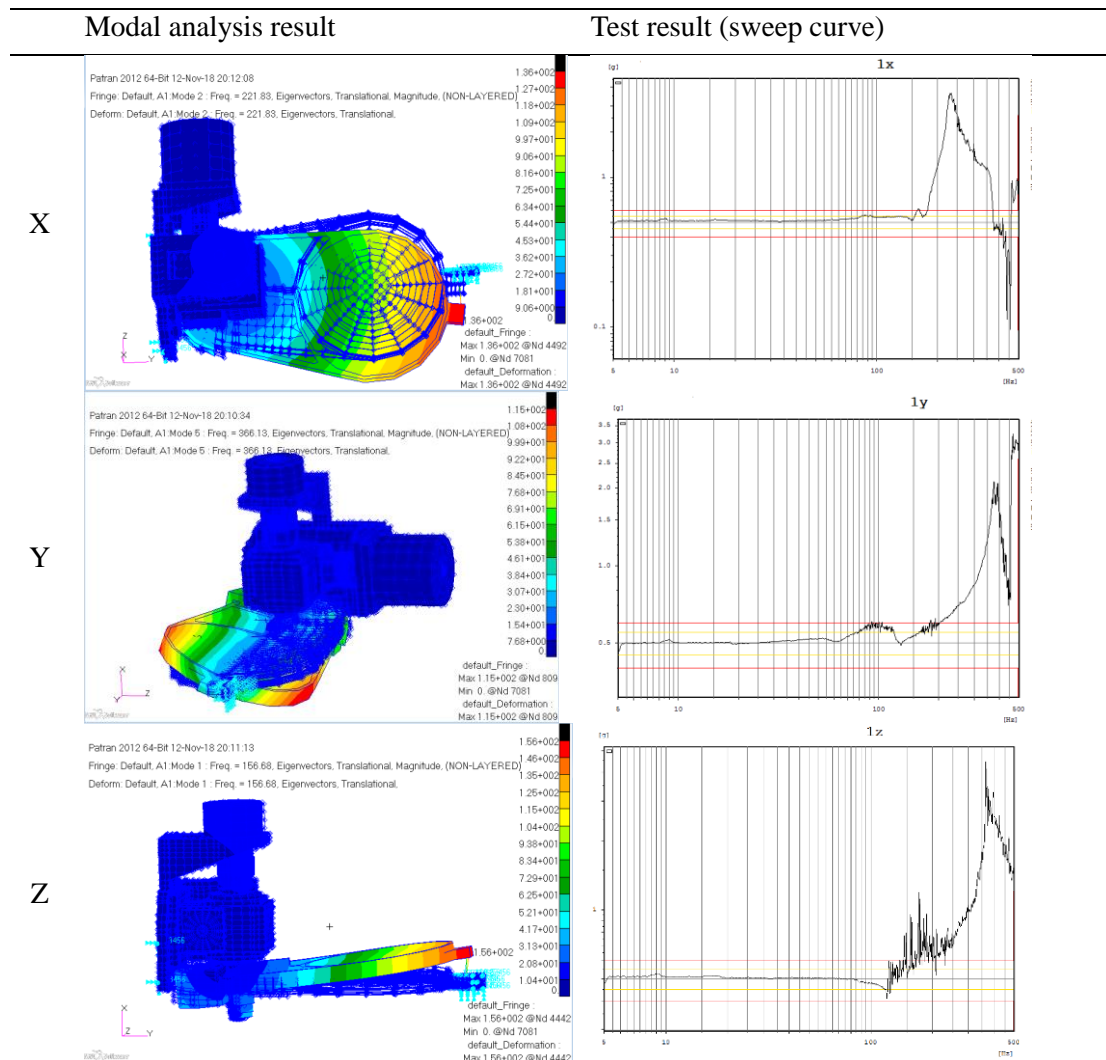 Modal analysis result
Test result (sweep curve)
X
Patran 2012 64-Bit 12-Nov-18 20:12:08
Fringe: Default, A1:Mode 2 : Freq. = 221.83, Eigenvectors, Translational, Magnitude, (NON-LAYERED)
Deform: Default, A1:Mode 2 : Freq. = 221.83, Eigenvectors, Translational,
1.36+002
1.27+002
1.18+002
1.09+002
9.97+001
9.06+001
8.16+001
7.25+001
6.34+001
5.44+001
4.53+001
3.62+001
2.72+001
1.81+001
9.06+000
0.
1.36+002
default_Fringe :
Max 1.36+002 @Nd 4492
Min 0. @Nd 7081
default_Deformation :
Max 1.36+002 @Nd 4492
Z
X
Y
[g]
1x
1
0.1
5
10
100
[Hz]
500
Y
Patran 2012 64-Bit 12-Nov-18 20:10:34
Fringe: Default, A1:Mode 5 : Freq. = 366.13, Eigenvectors, Translational, Magnitude, (NON-LAYERED)
Deform: Default, A1:Mode 5 : Freq. = 366.13, Eigenvectors, Translational,
1.15+002
1.08+002
9.99+001
9.22+001
8.45+001
7.68+001
6.91+001
6.15+001
5.38+001
4.61+001
3.84+001
3.07+001
2.30+001
1.54+001
7.68+000
0.
default_Fringe :
Max 1.15+002 @Nd 809
Min 0. @Nd 7081
default_Deformation :
Max 1.15+002 @Nd 809
X
Y
Z
[g]
1y
3.5
3.0
2.5
2.0
1.5
1.0
0.5
5
10
100
[Hz]
500
Z
Patran 2012 64-Bit 12-Nov-18 20:11:13
Fringe: Default, A1:Mode 1 : Freq. = 156.68, Eigenvectors, Translational, Magnitude, (NON-LAYERED)
Deform: Default, A1:Mode 1 : Freq. = 156.68, Eigenvectors, Translational,
1.56+002
1.46+002
1.35+002
1.25+002
1.15+002
1.04+002
9.38+001
8.34+001
7.29+001
6.25+001
5.21+001
4.17+001
3.13+001
2.08+001
1.04+001
0.
1456
1.56+002
default_Fringe :
Max 1.56+002 @Nd 4442
Min 0. @Nd 7081
default_Deformation :
Max 1.56+002 @Nd 4442
X
Z
Y
1z
5
10
100
500